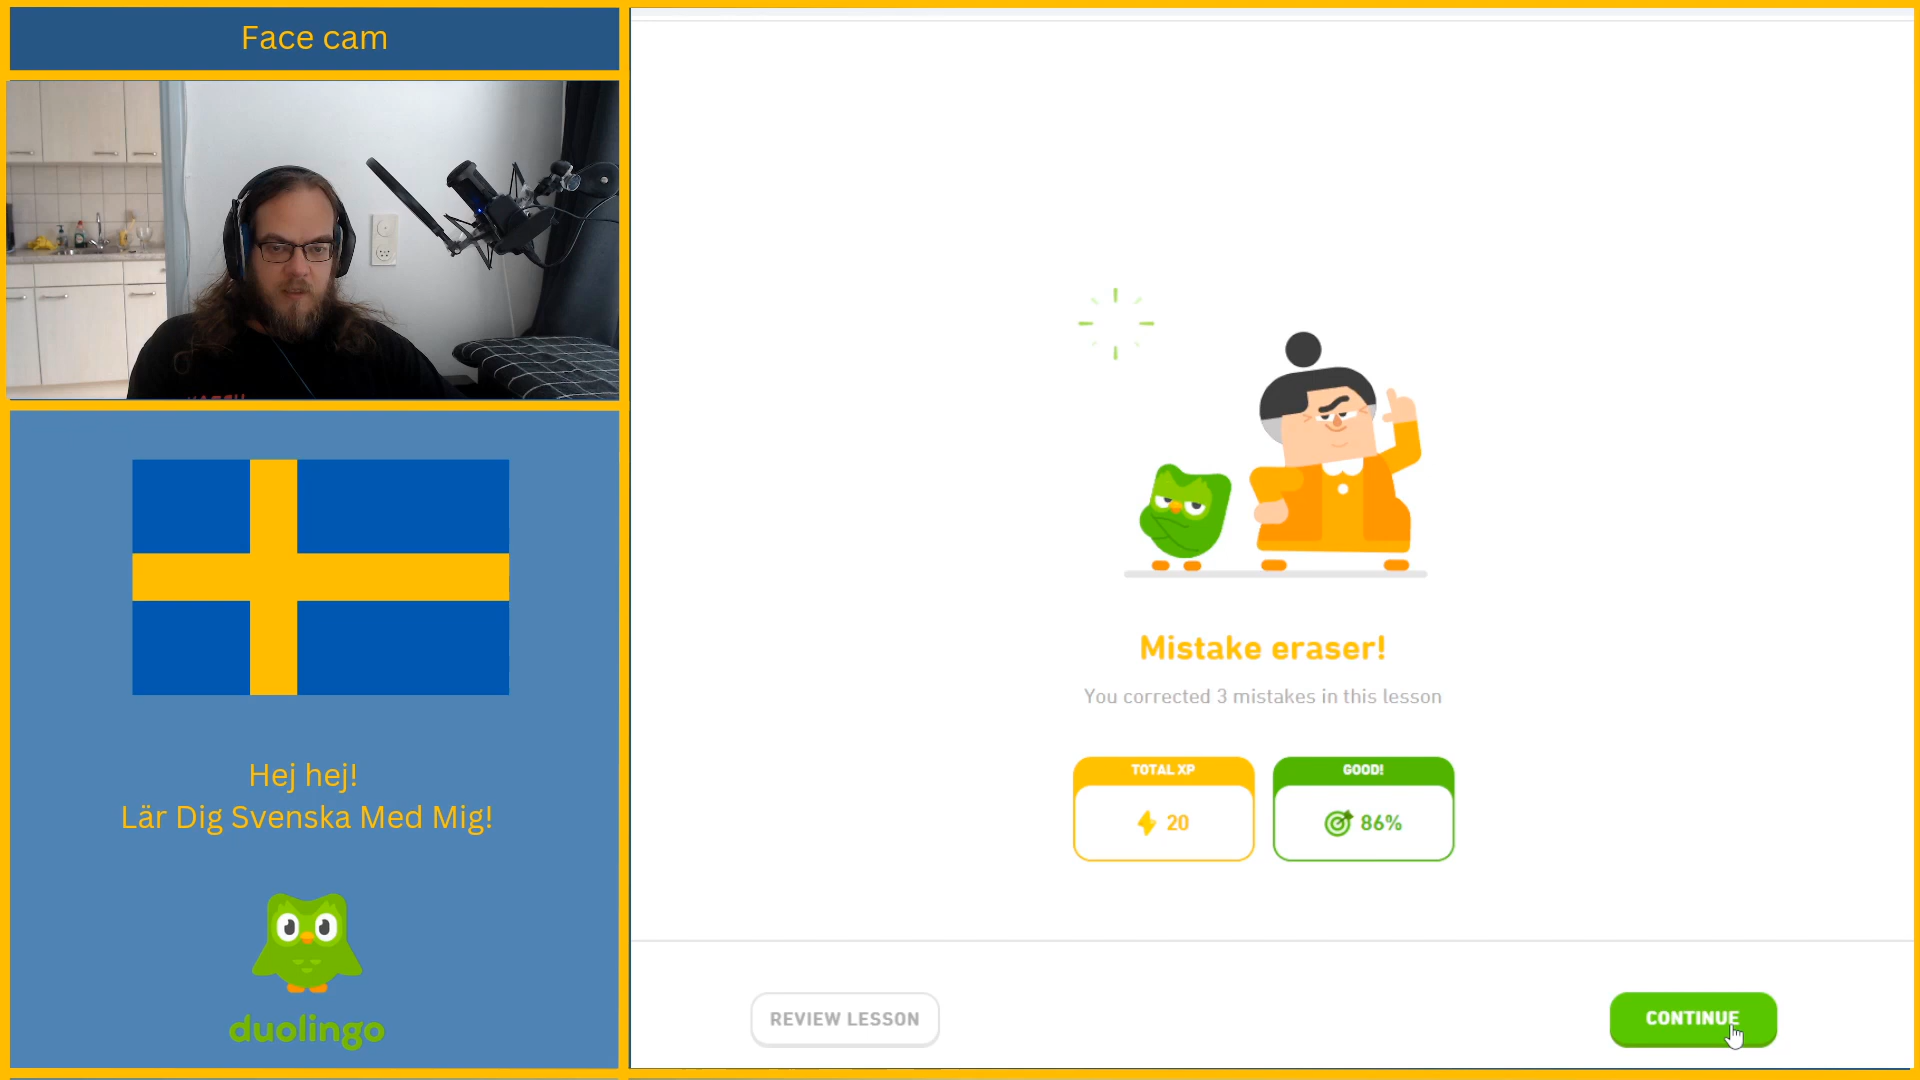 Face cam
Hej hej!
Lär Dig Svenska Med Mig!
duolingo
Mistake eraser!
You corrected 3 mistakes in this lesson
TOTAL XP
20
GOOD!
86%
REVIEW LESSON
CONTINUE